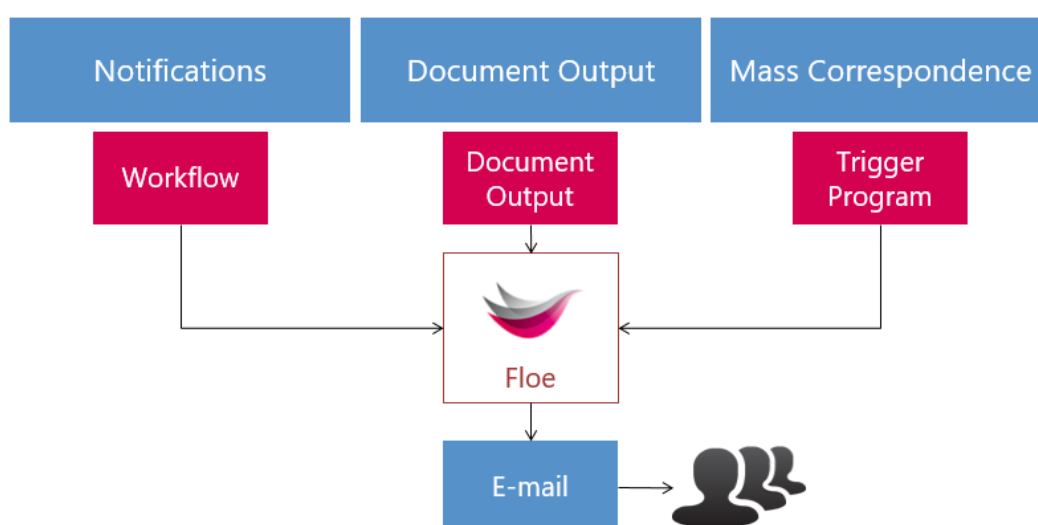 Notifications
Document Output
Mass Correspondence
Workflow
Document
Output
Trigger
Program
Floe
E-mail